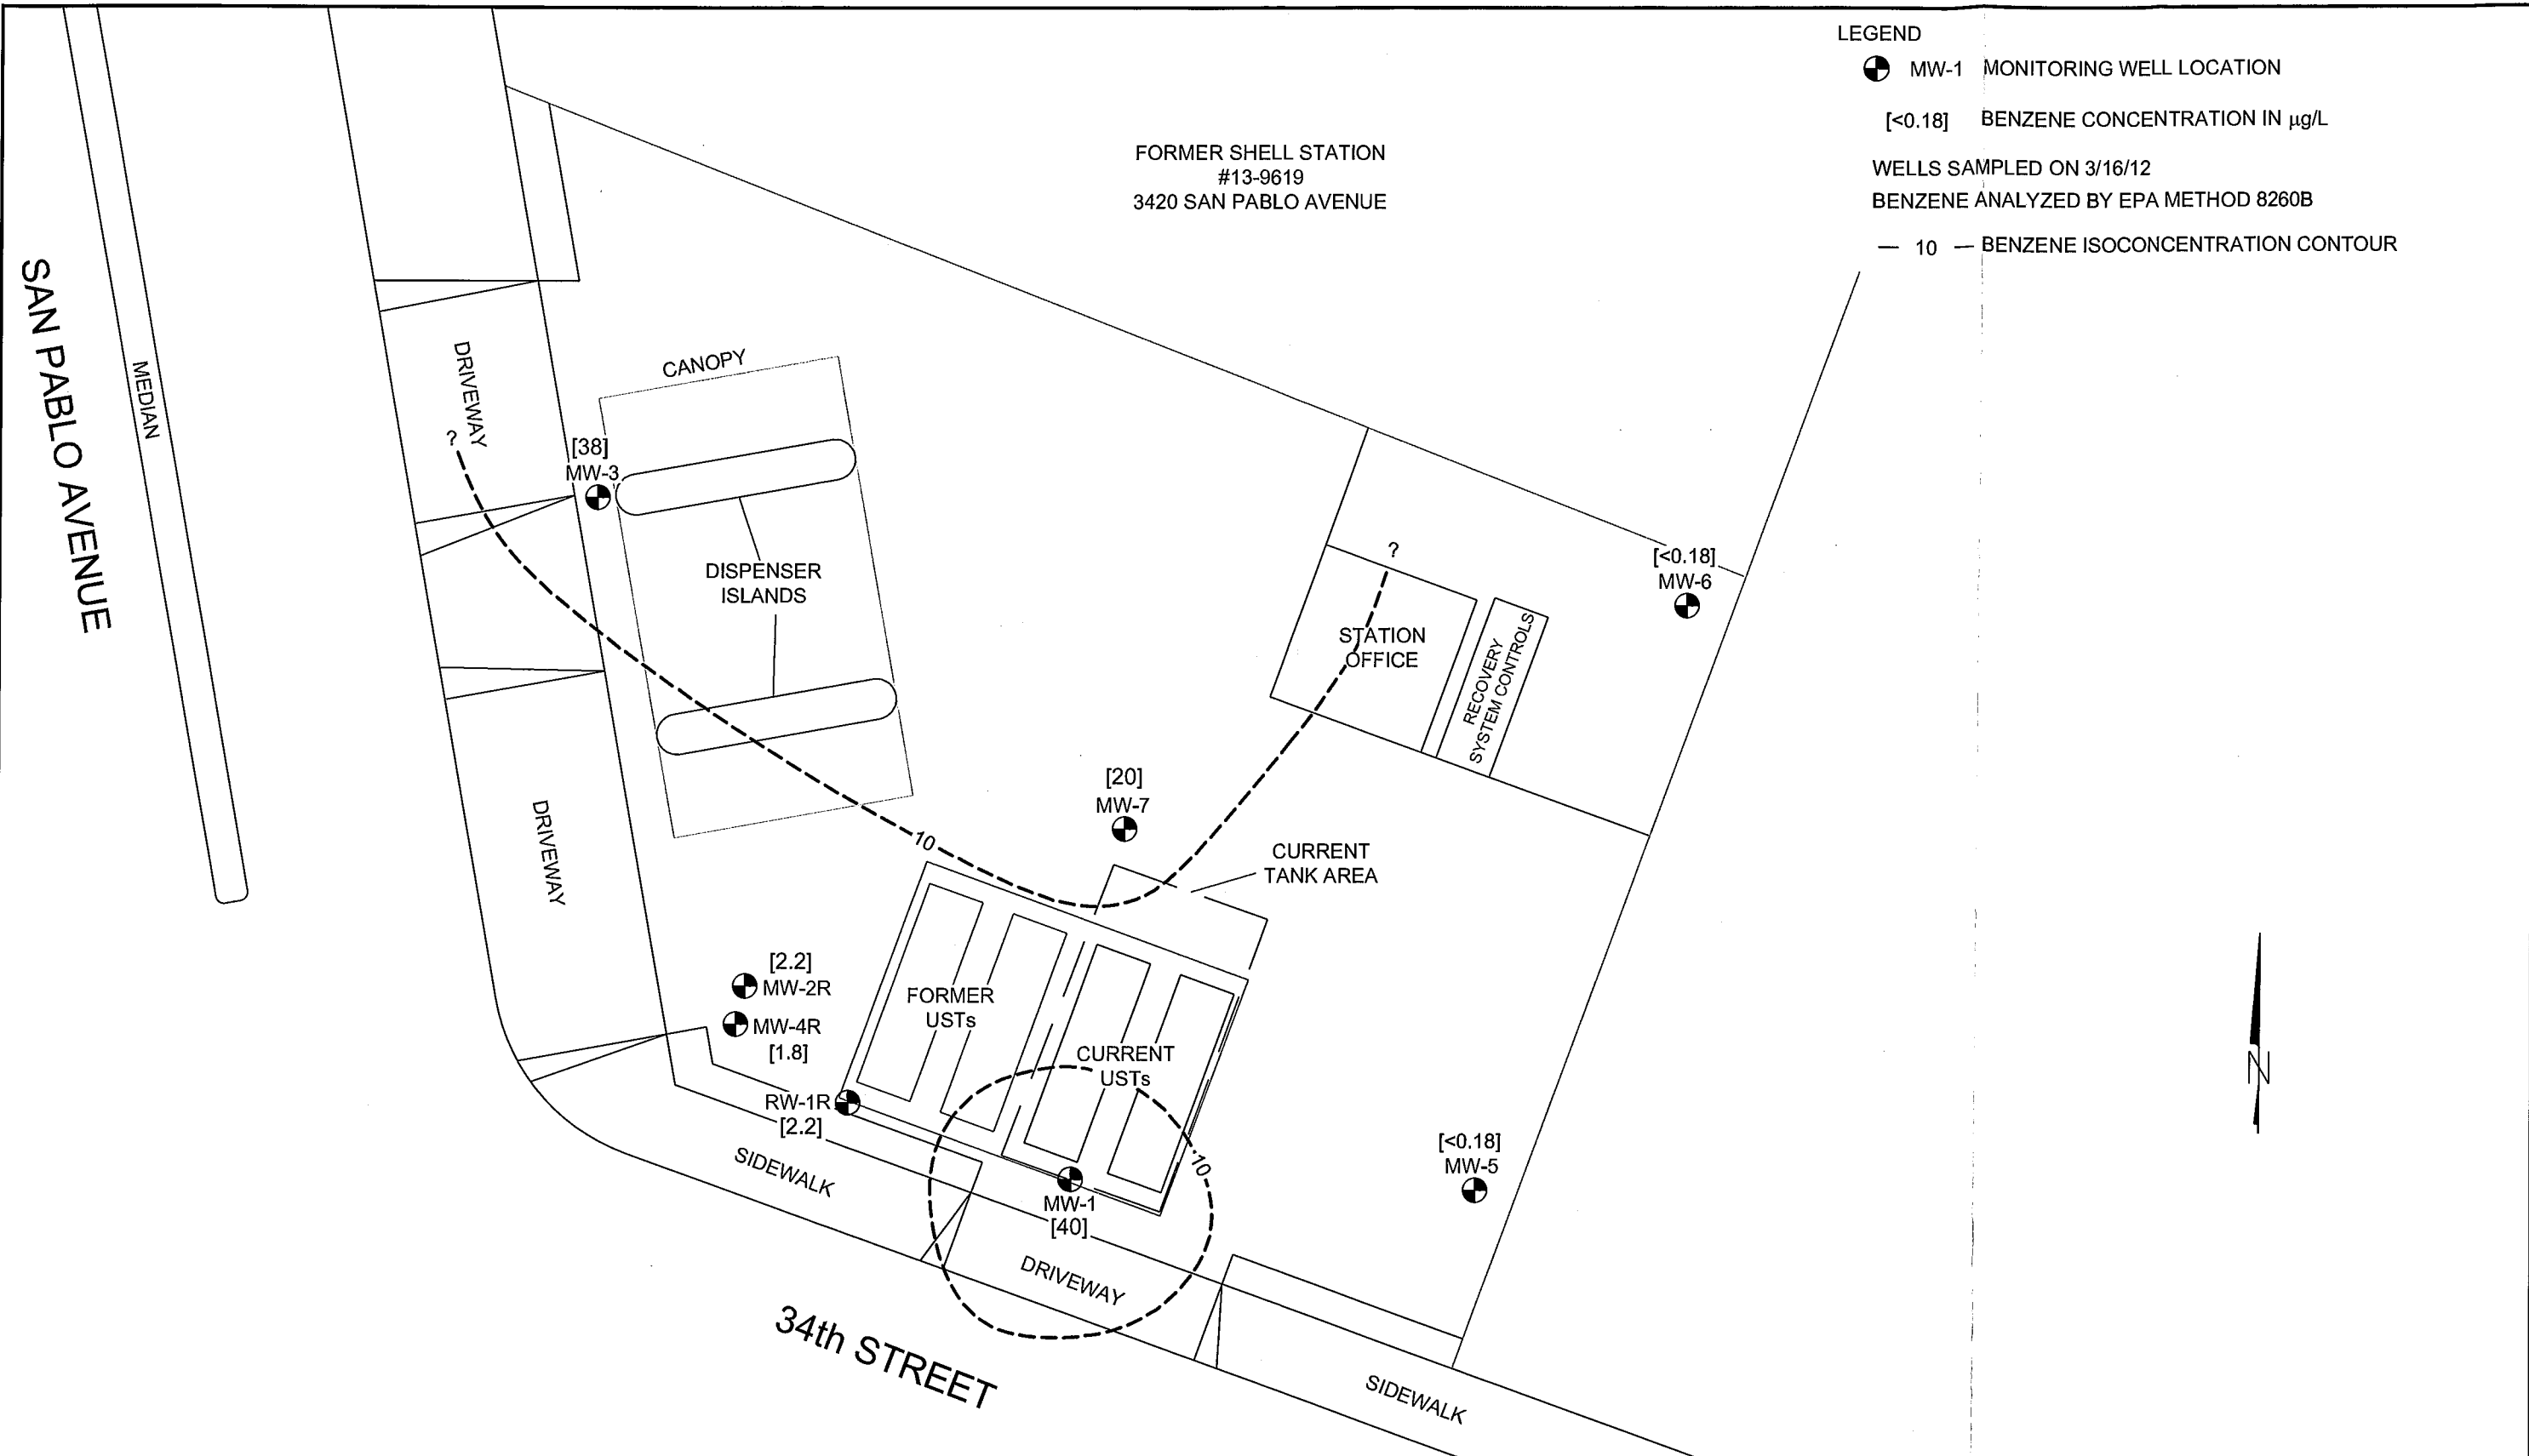 LEGEND
MW-1 MONITORING WELL LOCATION
[<0.18] BENZENE CONCENTRATION IN µg/L
WELLS SAMPLED ON 3/16/12
BENZENE ANALYZED BY EPA METHOD 8260B
— 10 — BENZENE ISOCONCENTRATION CONTOUR
FORMER SHELL STATION
#13-9619
3420 SAN PABLO AVENUE
SAN PABLO AVENUE
MEDIAN
DRIVEWAY
?
CANOPY
[38]
MW-3
DISPENSER
ISLANDS
?
STATION
OFFICE
RECOVERY
SYSTEM CONTROLS
[<0.18]
MW-6
[20]
MW-7
10
CURRENT
TANK AREA
DRIVEWAY
[2.2]
MW-2R
MW-4R
[1.8]
FORMER
USTs
CURRENT
USTs
RW-1R
[2.2]
SIDEWALK
10
MW-1
[40]
[<0.18]
MW-5
DRIVEWAY
34th STREET
SIDEWALK
N